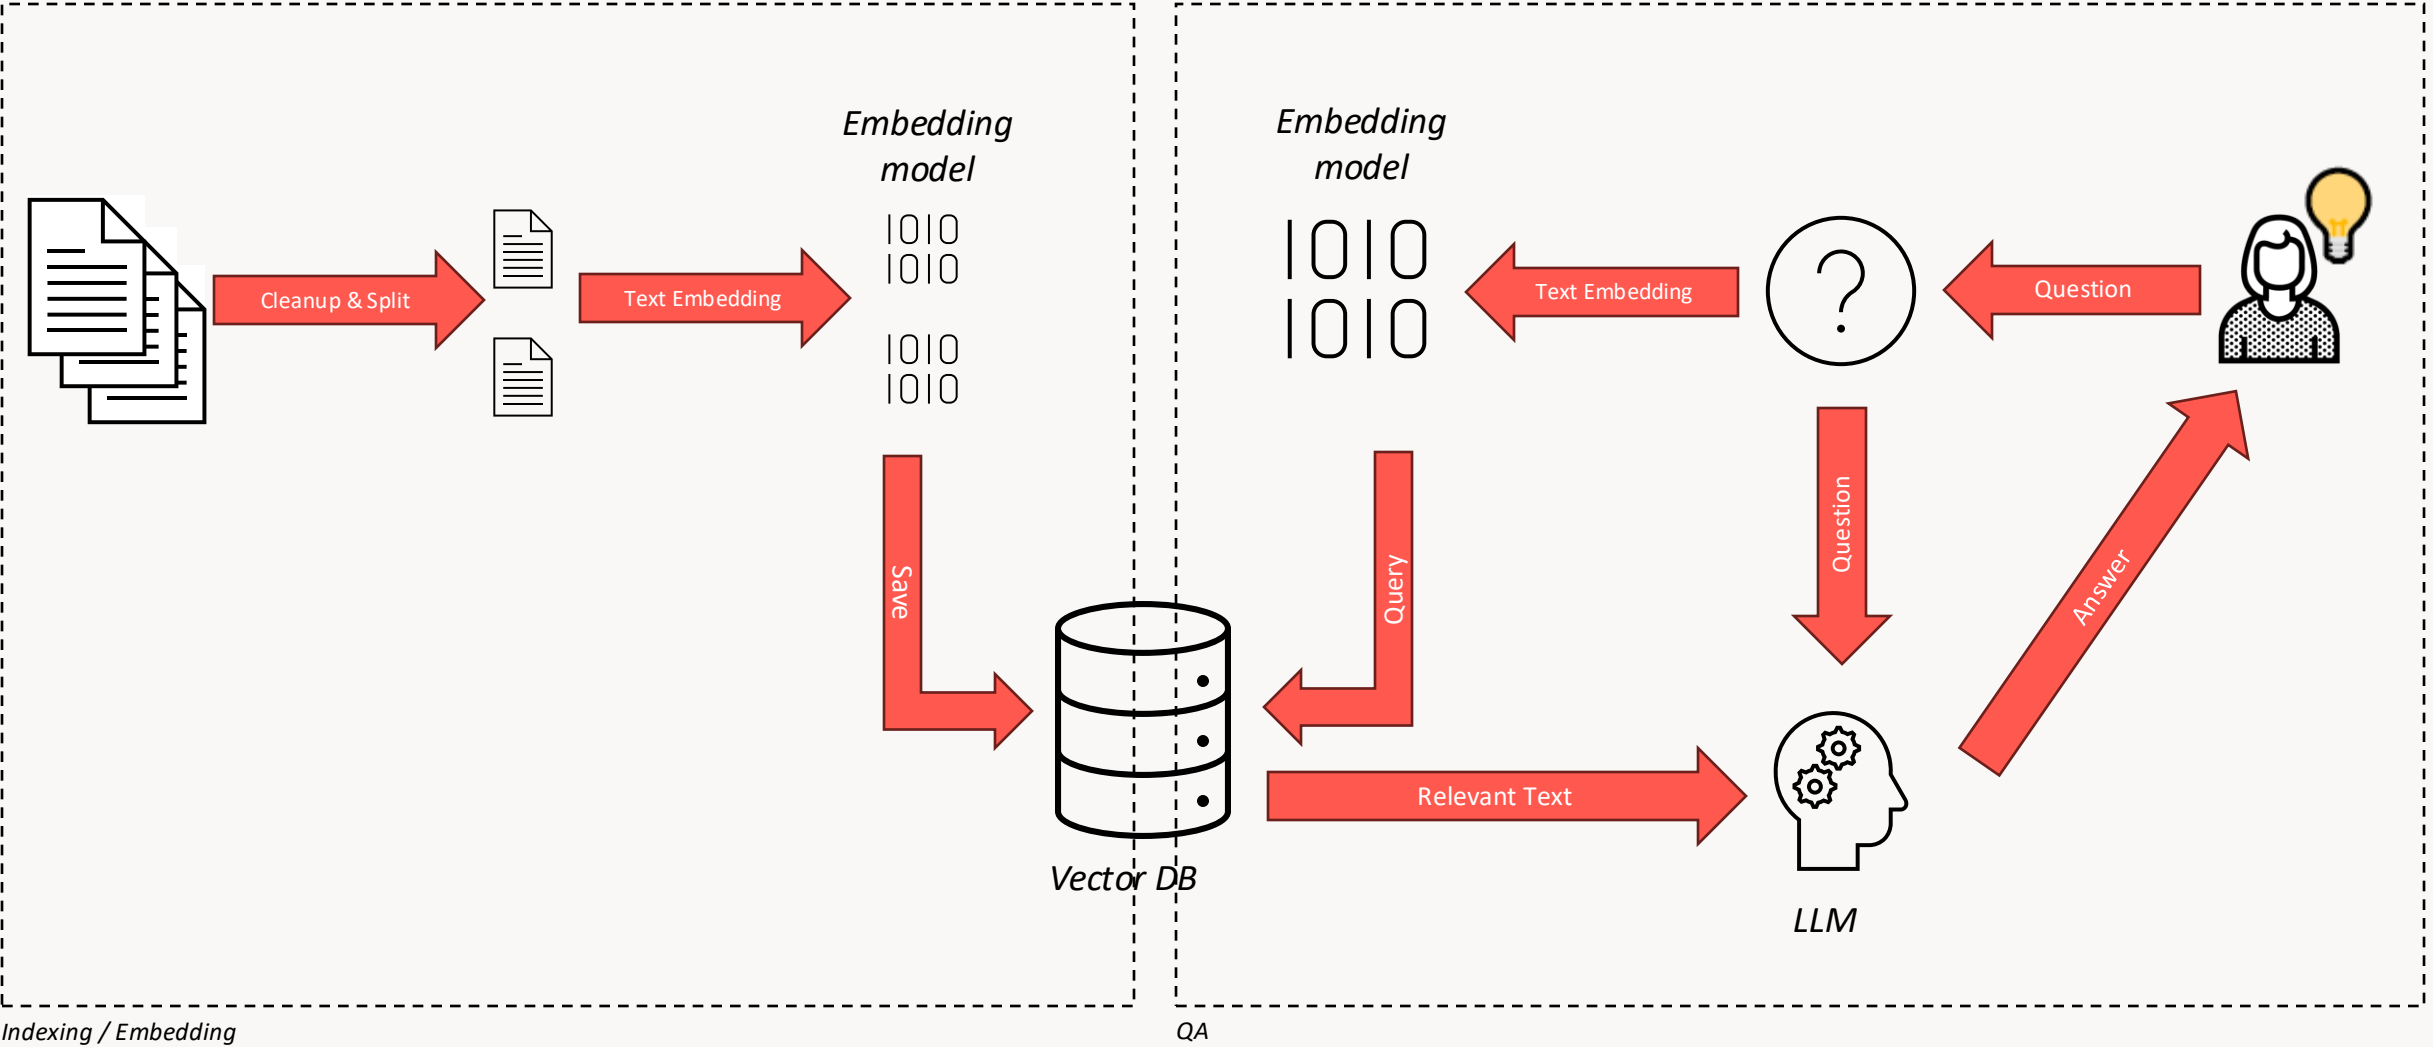 Embedding
model
Cleanup & Split
Text Embedding
1010
1010
1010
1010
Save
Vector DB
Indexing / Embedding
Embedding
model
1010
1010
Text Embedding
?
Question
Query
Question
Answer
Relevant Text
LLM
QA